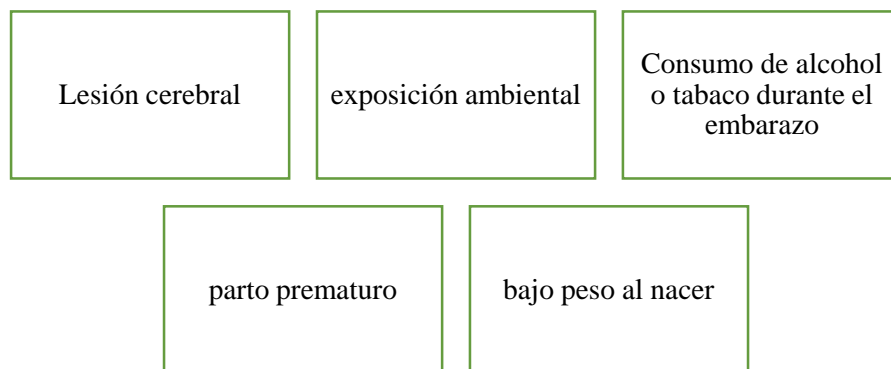 Lesión cerebral
exposición ambiental
Consumo de alcohol
o tabaco durante el
embarazo
parto prematuro
bajo peso al nacer